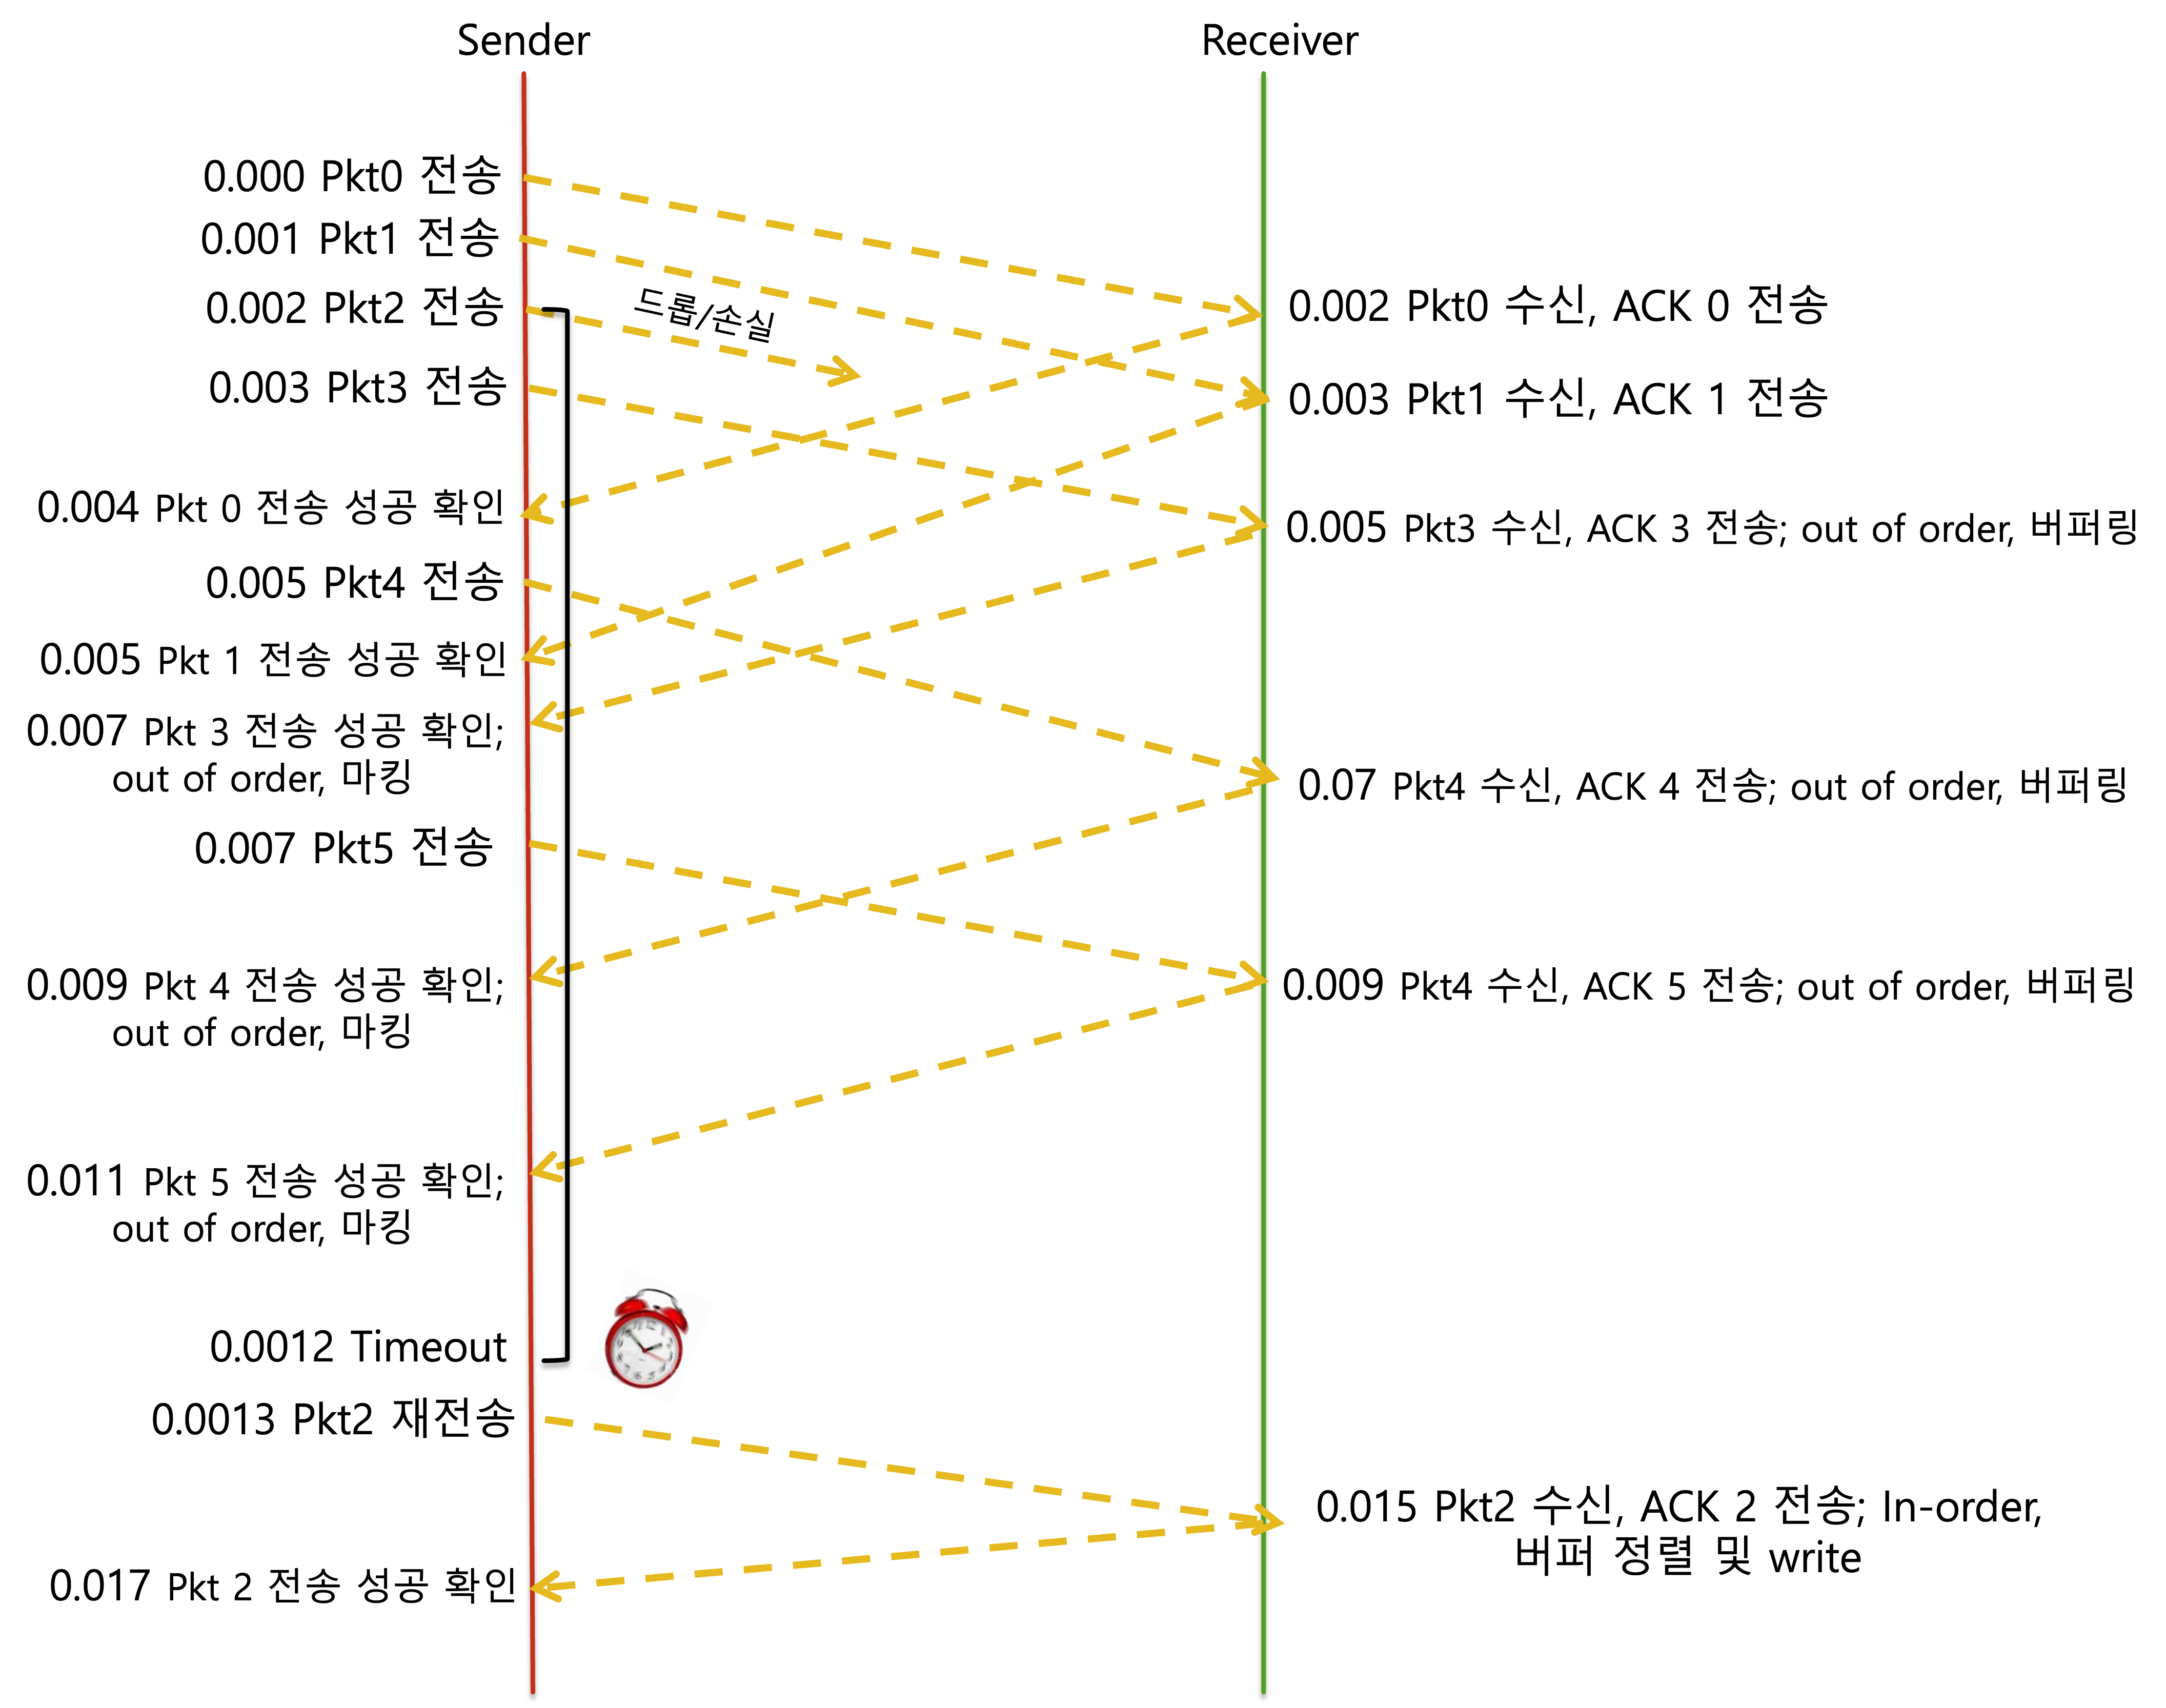 Sender
Receiver
0.000 Pkt0 전송
0.001 Pkt1 전송
0.002 Pkt2 전송
드롭/손실
0.002 Pkt0 수신, ACK 0 전송
0.003 Pkt3 전송
0.003 Pkt1 수신, ACK 1 전송
0.004 Pkt 0 전송 성공 확인
0.005 Pkt3 수신, ACK 3 전송; out of order, 버퍼링
0.005 Pkt4 전송
0.005 Pkt 1 전송 성공 확인
0.007 Pkt 3 전송 성공 확인;
out of order, 마킹
0.07 Pkt4 수신, ACK 4 전송; out of order, 버퍼링
0.007 Pkt5 전송
0.009 Pkt 4 전송 성공 확인;
out of order, 마킹
0.009 Pkt4 수신, ACK 5 전송; out of order, 버퍼링
0.011 Pkt 5 전송 성공 확인;
out of order, 마킹
0.0012 Timeout
0.0013 Pkt2 재전송
0.015 Pkt2 수신, ACK 2 전송; In-order,
버퍼 정렬 및 write
0.017 Pkt 2 전송 성공 확인